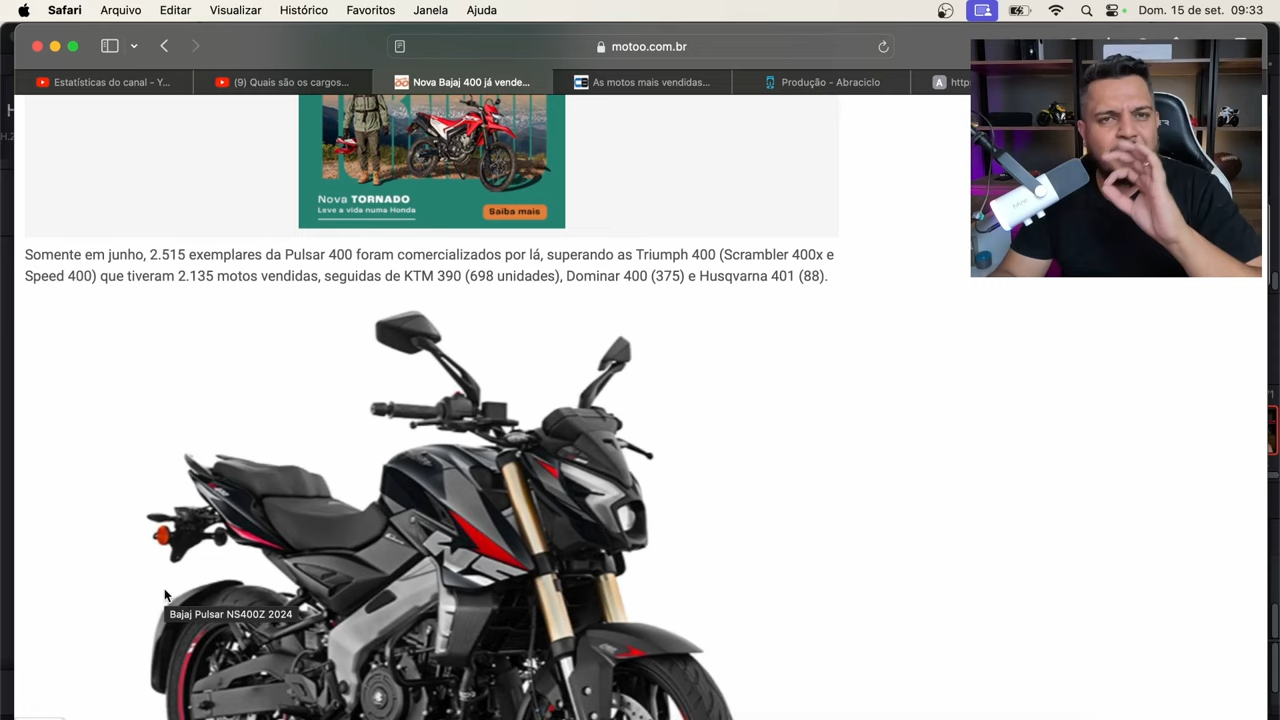 Safari Arquivo Editar Visualizar Histórico Favoritos Janela Ajuda Dom. 15 de set. 09:33
motoo.com.br
Estatísticas do canal - Y... (9) Quais são os cargos... Nova Bajaj 400 já vende... As motos mais vendidas... Produção - Abraciclo A http
Nova TORNADO
Leve a vida numa Honda
Saiba mais
Somente em junho, 2.515 exemplares da Pulsar 400 foram comercializados por lá, superando as Triumph 400 (Scrambler 400x e
Speed 400) que tiveram 2.135 motos vendidas, seguidas de KTM 390 (698 unidades), Dominar 400 (375) e Husqvarna 401 (88).
NS
Bajaj Pulsar NS400Z 2024